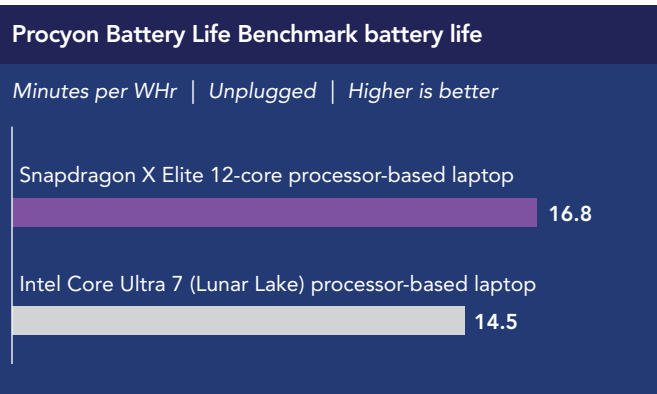 Procyon Battery Life Benchmark battery life
Minutes per WHr | Unplugged | Higher is better
Snapdragon X Elite 12-core processor-based laptop
16.8
Intel Core Ultra 7 (Lunar Lake) processor-based laptop
14.5